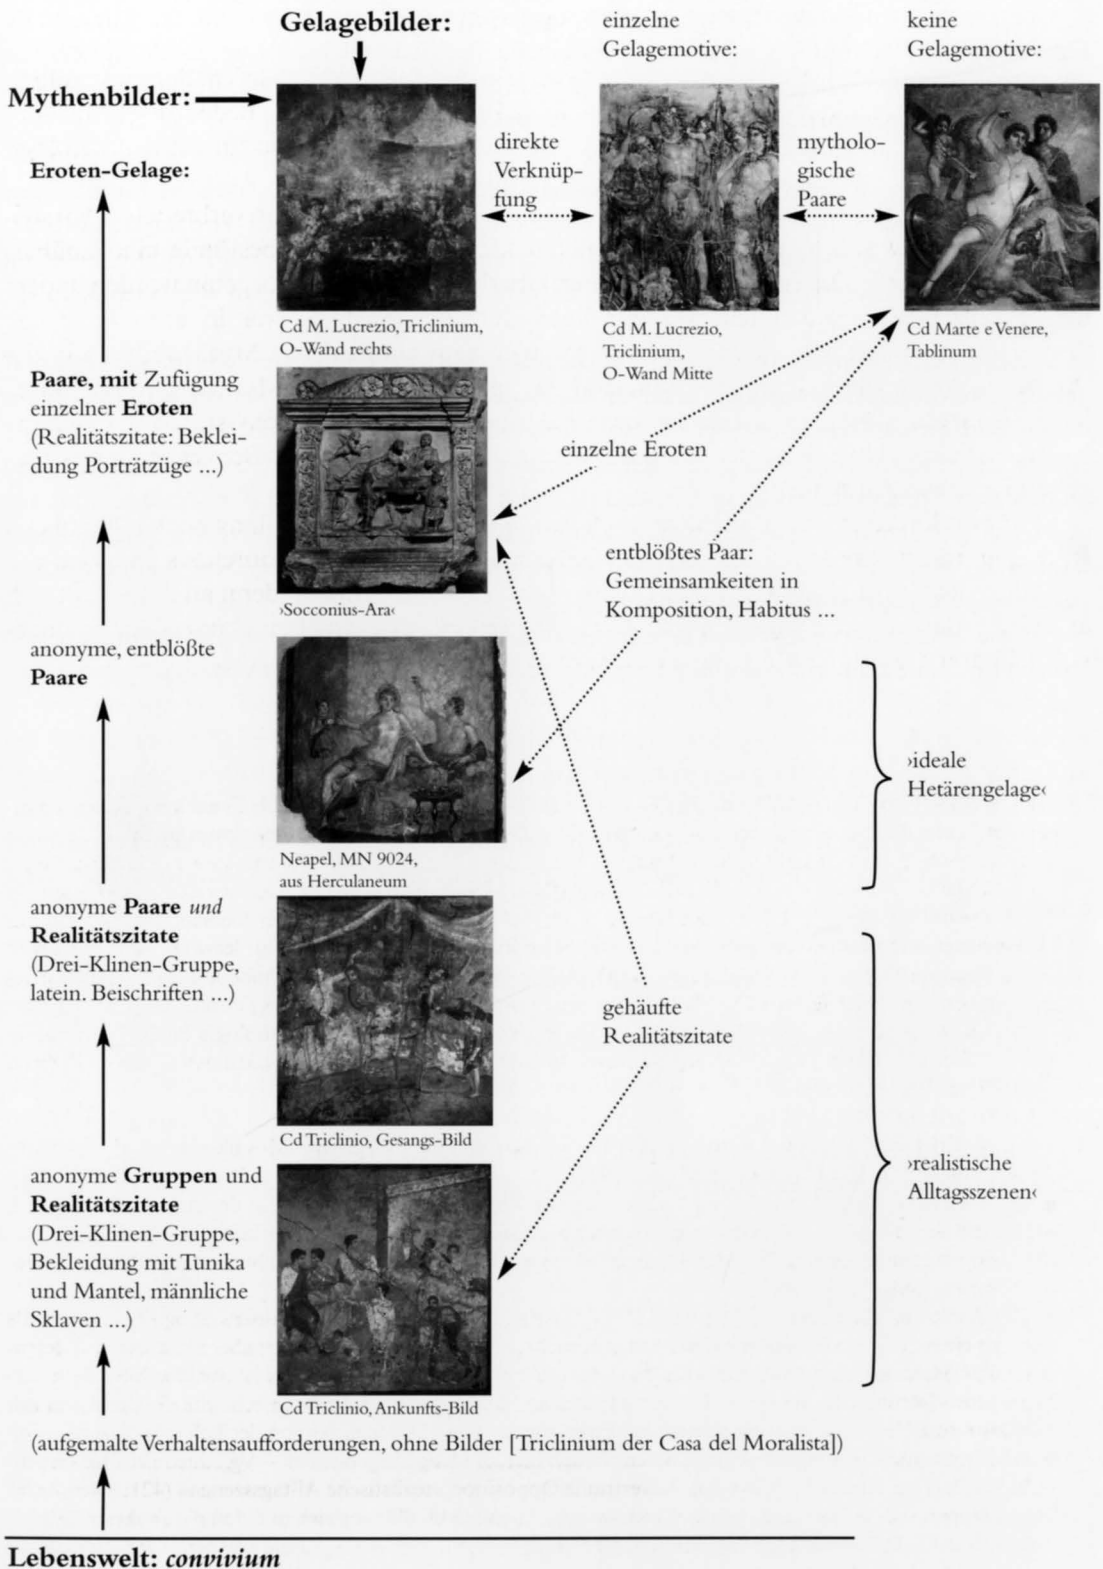 Gelagebilder:
einzelne
Gelagemotive:
keine
Gelagemotive:
Mythenbilder:
direkte
Verknüp-
fung
mytholo-
gische
Paare
Eroten-Gelage:
Cd M. Lucrezio, Triclinium,
O-Wand rechts
Cd M. Lucrezio,
Triclinium,
O-Wand Mitte
Cd Marte e Venere,
Tablinum
Paare, mit Zufügung
einzelner Eroten
(Realitätszitate: Beklei-
dung Porträtzüge ...)
einzelne Eroten
›Socconius-Ara‹
entblößtes Paar:
Gemeinsamkeiten in
Komposition, Habitus ...
anonyme, entblößte
Paare
›ideale
Hetärengelage‹
Neapel, MN 9024,
aus Herculaneum
anonyme Paare und
Realitätszitate
(Drei-Klinen-Gruppe,
latein. Beischriften ...)
gehäufte
Realitätszitate
Cd Triclinio, Gesangs-Bild
anonyme Gruppen und
Realitätszitate
(Drei-Klinen-Gruppe,
Bekleidung mit Tunika
und Mantel, männliche
Sklaven ...)
›realistische
Alltagsszenen‹
Cd Triclinio, Ankunfts-Bild
(aufgemalte Verhaltensaufforderungen, ohne Bilder [Triclinium der Casa del Moralista])
Lebenswelt: convivium